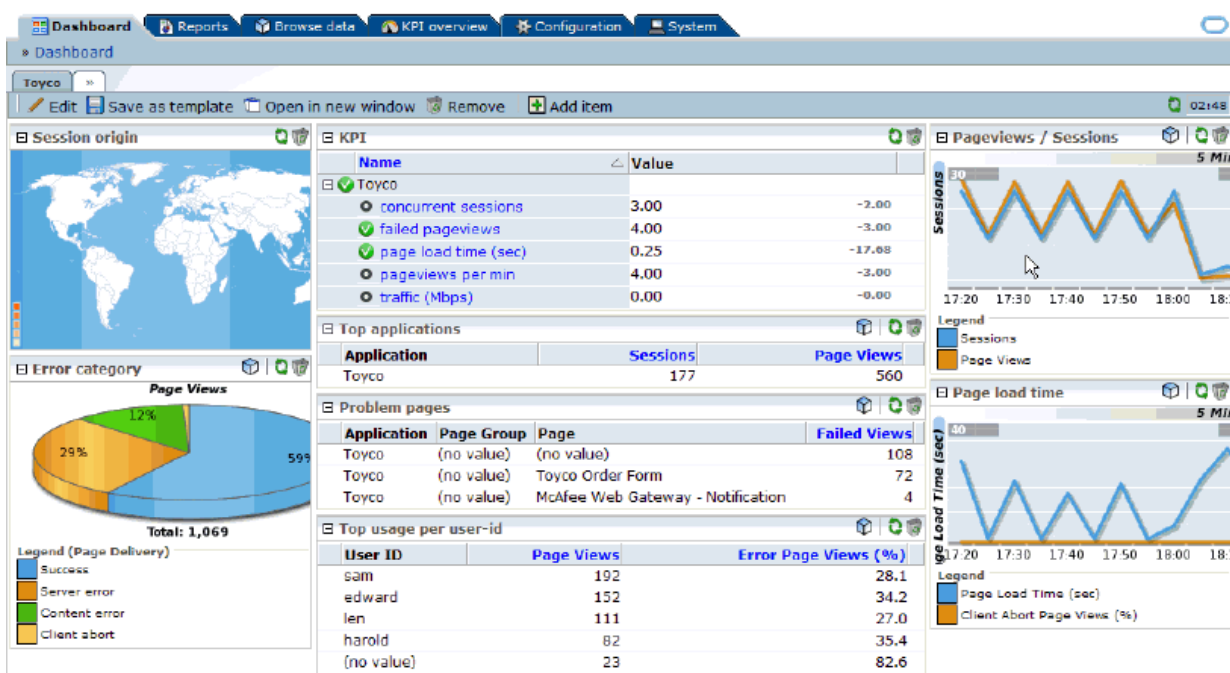 Dashboard Reports Browse data KPI overview Configuration System
» Dashboard
Toyco »
Edit Save as template Open in new window Remove Add item 02:48
Session origin
Error category
Page Views
12%
29%
59%
Total: 1,069
Legend (Page Delivery)
Success
Server error
Content error
Client abort
KPI
Name Value
Toyco
concurrent sessions 3.00 -2.00
failed pageviews 4.00 -3.00
page load time (sec) 0.25 -17.68
pageviews per min 4.00 -3.00
traffic (Mbps) 0.00 -0.00
Top applications
Application Sessions Page Views
Toyco 177 560
Problem pages
Application Page Group Page Failed Views
Toyco (no value) (no value) 108
Toyco (no value) Toyco Order Form 72
Toyco (no value) McAfee Web Gateway - Notification 4
Top usage per user-id
User ID Page Views Error Page Views (%)
sam 192 28.1
edward 152 34.2
len 111 27.0
harold 82 35.4
(no value) 23 82.6
Pageviews / Sessions
5 Min
30
Sessions
17:20 17:30 17:40 17:50 18:00 18:
Legend
Sessions
Page Views
Page load time
5 Min
40
ge Load Time (sec)
17:20 17:30 17:40 17:50 18:00 18:
Legend
Page Load Time (sec)
Client Abort Page Views (%)